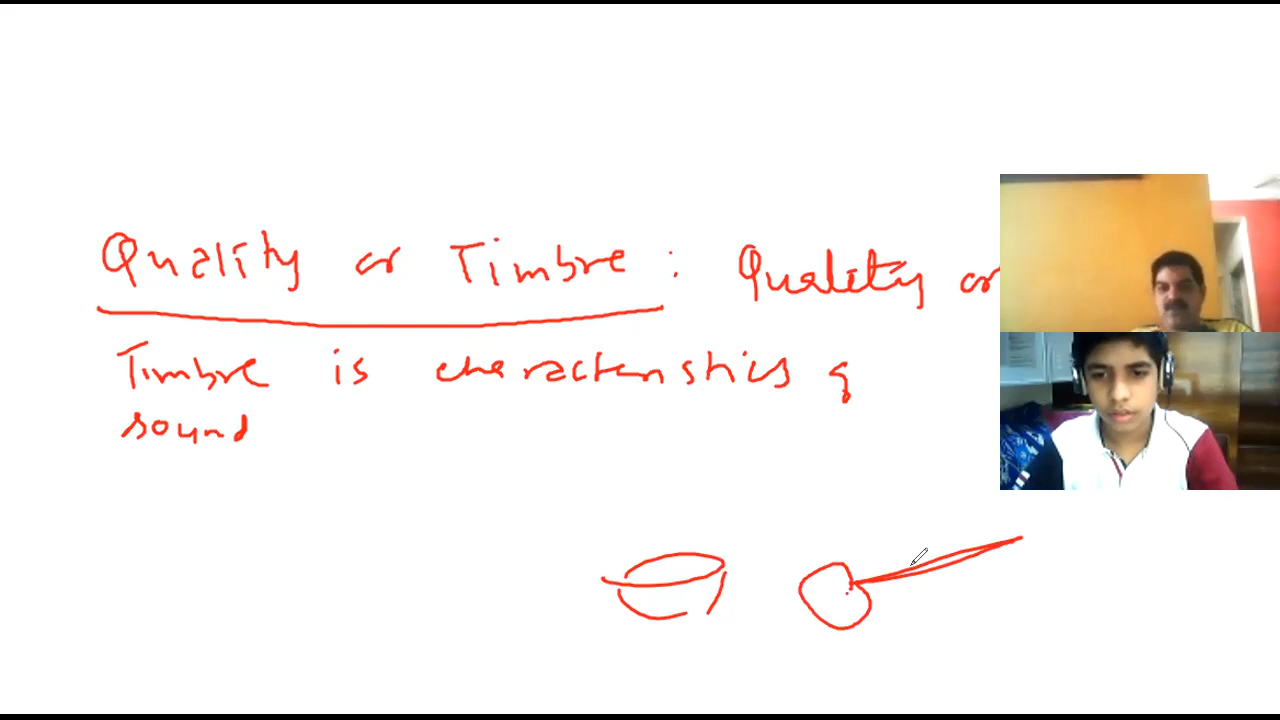 Quality or Timbre : Quality or
Timbre is characteristics of
sound